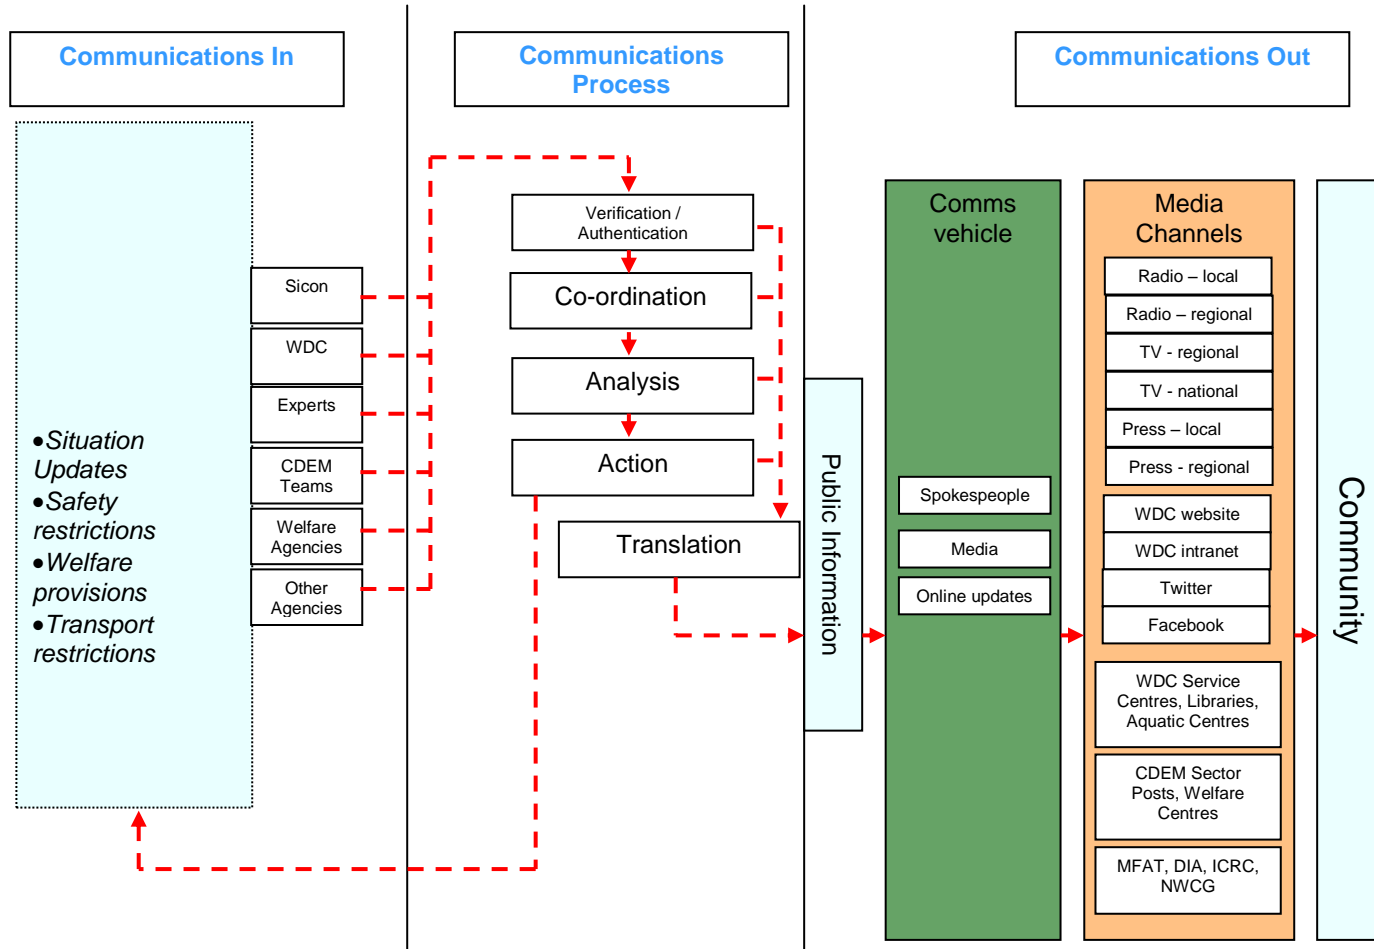 Communications In
Communications
Process
Communications Out
•Situation
Updates
•Safety
restrictions
•Welfare
provisions
•Transport
restrictions
Sicon
WDC
Experts
CDEM
Teams
Welfare
Agencies
Other
Agencies
Verification /
Authentication
Co-ordination
Analysis
Action
Translation
Public Information
Comms
vehicle
Spokespeople
Media
Online updates
Media
Channels
Radio – local
Radio – regional
TV - regional
TV - national
Press – local
Press - regional
WDC website
WDC intranet
Twitter
Facebook
WDC Service
Centres, Libraries,
Aquatic Centres
CDEM Sector
Posts, Welfare
Centres
MFAT, DIA, ICRC,
NWCG
Community